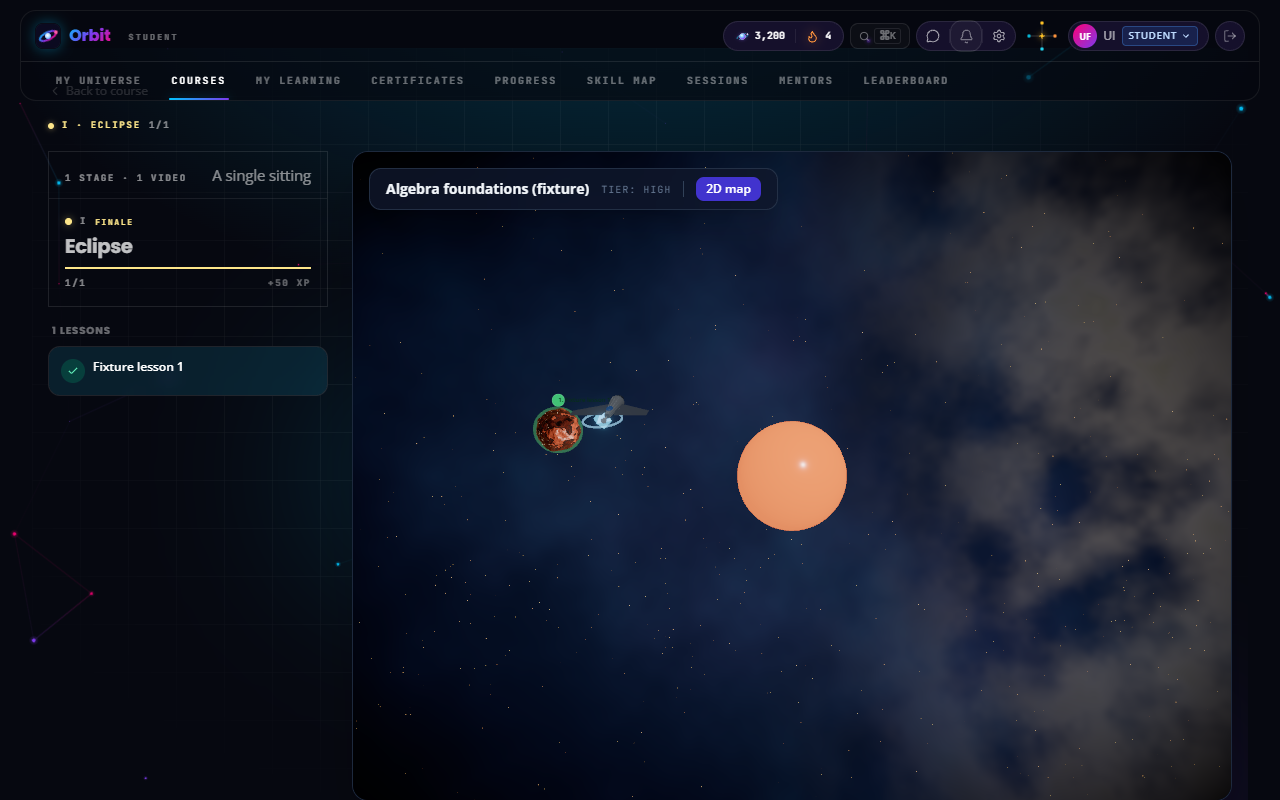 Orbit STUDENT
3,200 4 ⌘K UF UI STUDENT
MY UNIVERSE COURSES MY LEARNING CERTIFICATES PROGRESS SKILL MAP SESSIONS MENTORS LEADERBOARD
Back to course
I · ECLIPSE 1/1
1 STAGE · 1 VIDEO A single sitting
I FINALE
Eclipse
1/1 +50 XP
1 LESSONS
Fixture lesson 1
Algebra foundations (fixture) TIER: HIGH 2D map